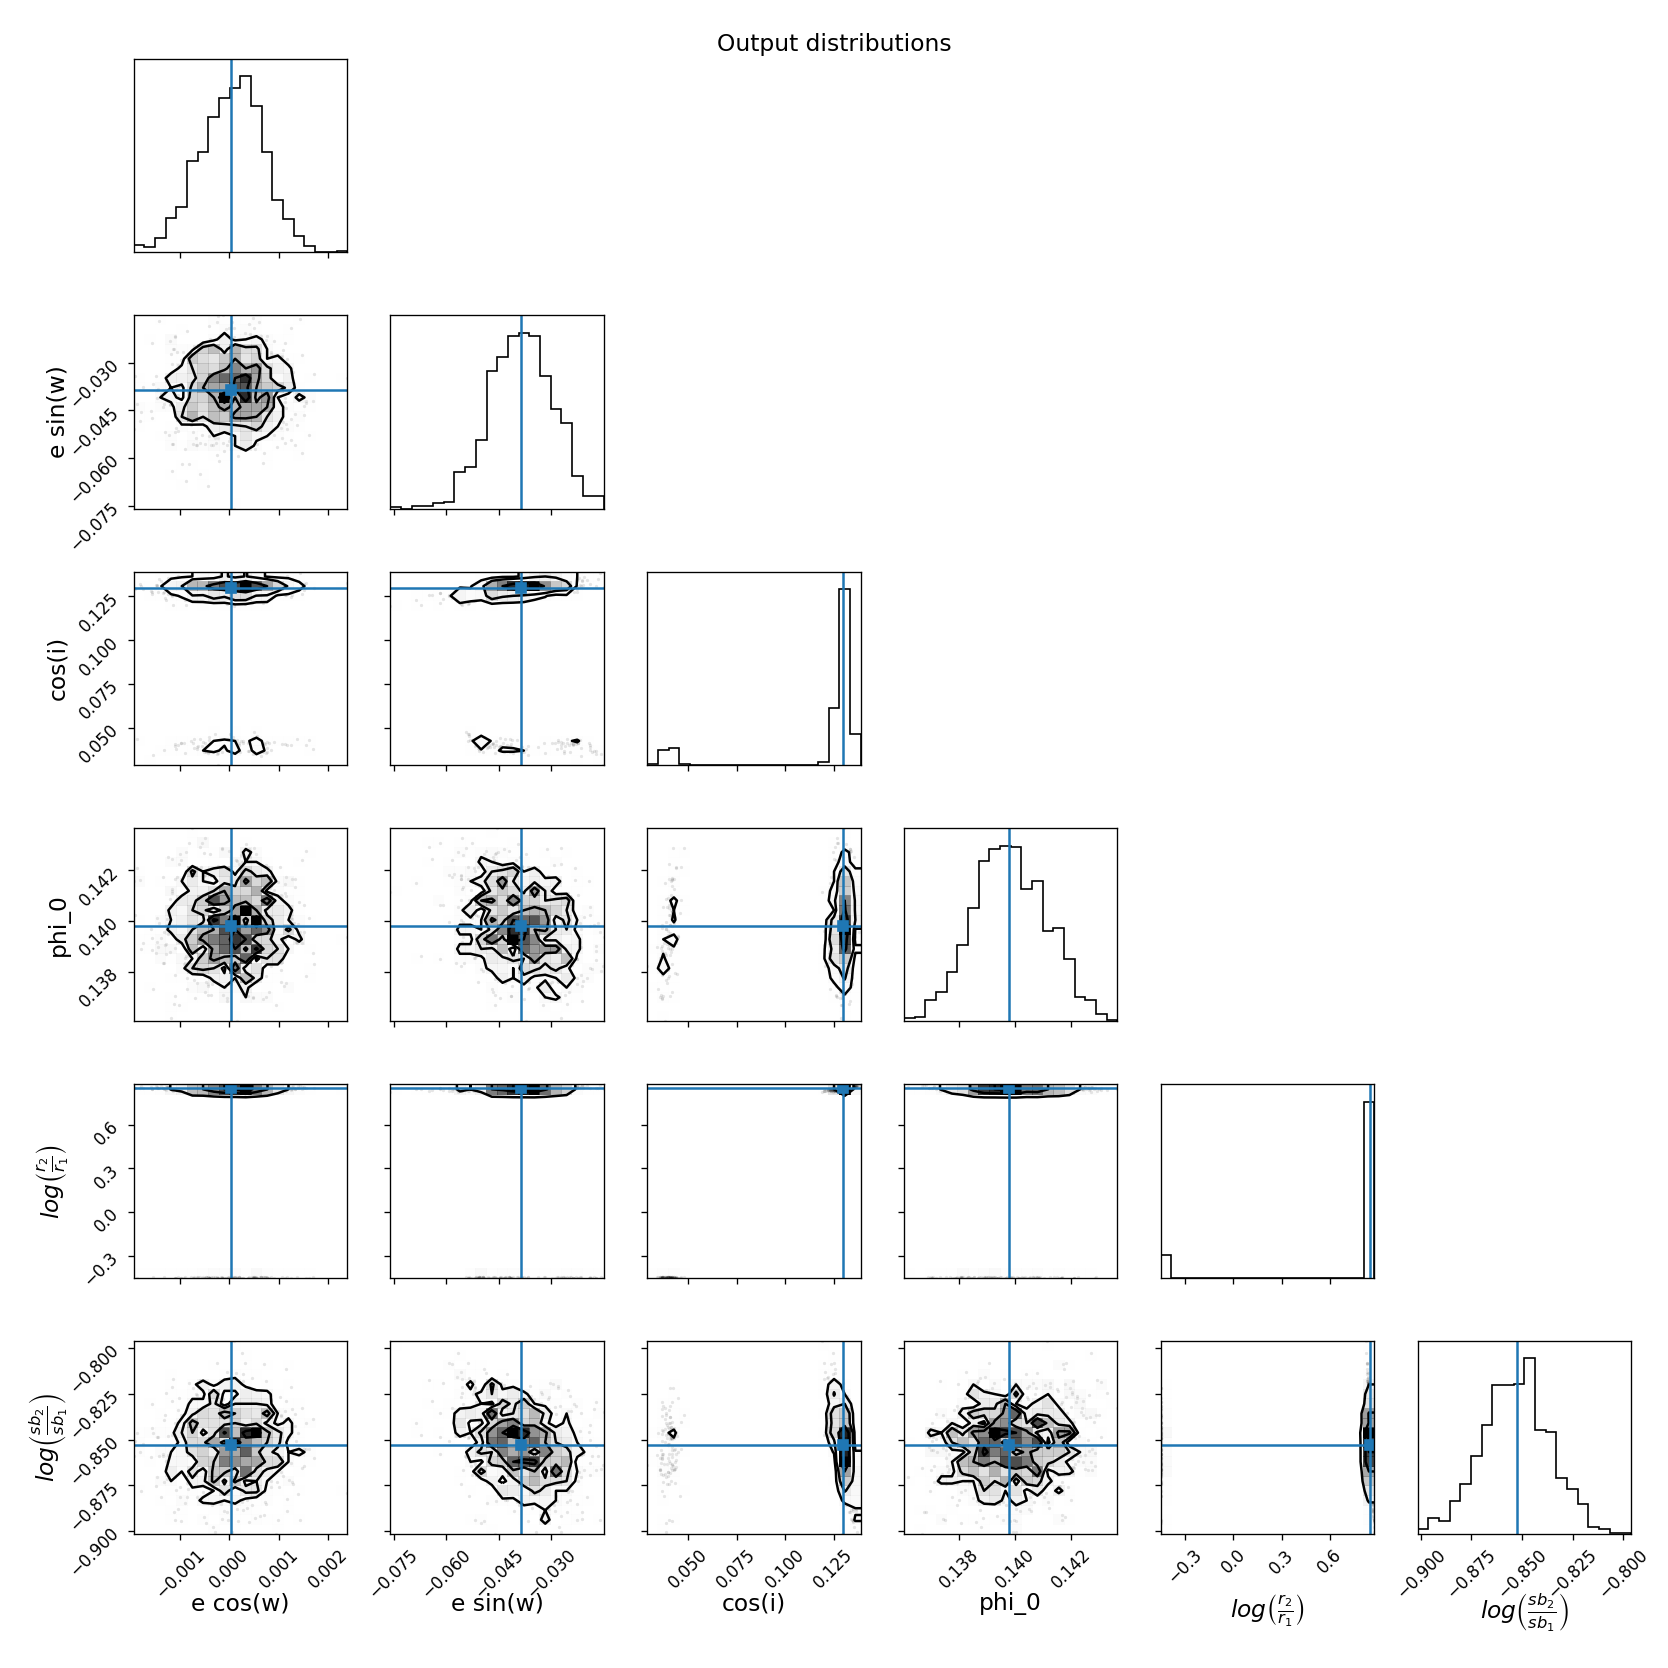 Output distributions
e sin(w)
−0.030
−0.045
−0.060
−0.075
cos(i)
0.125
0.100
0.075
0.050
phi_0
0.142
0.140
0.138
log(r₂/r₁)
0.6
0.3
0.0
−0.3
log(sb₂/sb₁)
−0.800
−0.825
−0.850
−0.875
−0.900
−0.001 0.000 0.001 0.002 −0.075 −0.060 −0.045 −0.030 0.050 0.075 0.100 0.125 0.138 0.140 0.142 −0.3 0.0 0.3 0.6 −0.900 −0.875 −0.850 −0.825 −0.800
e cos(w) e sin(w) cos(i) phi_0 log(r₂/r₁) log(sb₂/sb₁)